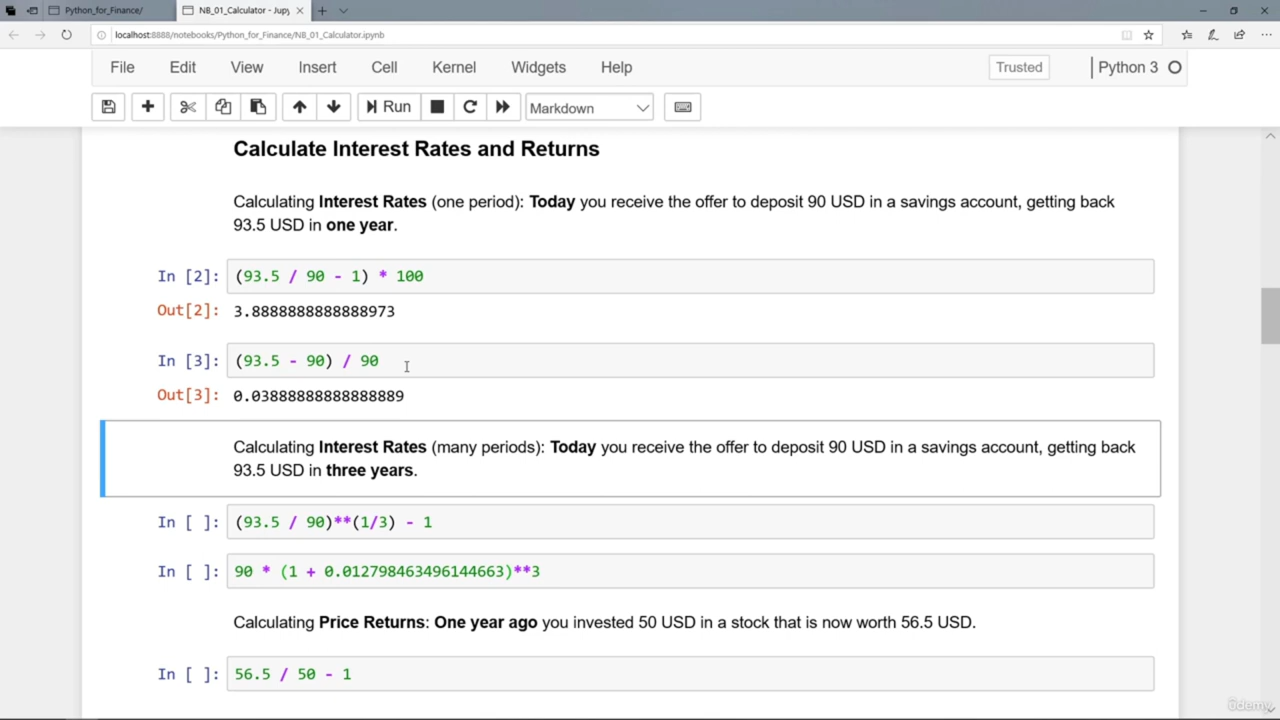 Python_for_Finance/
NB_01_Calculator - Jupy
localhost:8888/notebooks/Python_for_Finance/NB_01_Calculator.ipynb
File Edit View Insert Cell Kernel Widgets Help Trusted Python 3
Run Markdown
Calculate Interest Rates and Returns
Calculating Interest Rates (one period): Today you receive the offer to deposit 90 USD in a savings account, getting back
93.5 USD in one year.
In [2]: (93.5 / 90 - 1) * 100
Out[2]: 3.8888888888888973
In [3]: (93.5 - 90) / 90
Out[3]: 0.03888888888888889
Calculating Interest Rates (many periods): Today you receive the offer to deposit 90 USD in a savings account, getting back
93.5 USD in three years.
In [ ]: (93.5 / 90)**(1/3) - 1
In [ ]: 90 * (1 + 0.012798463496144663)**3
Calculating Price Returns: One year ago you invested 50 USD in a stock that is now worth 56.5 USD.
In [ ]: 56.5 / 50 - 1
Udemy